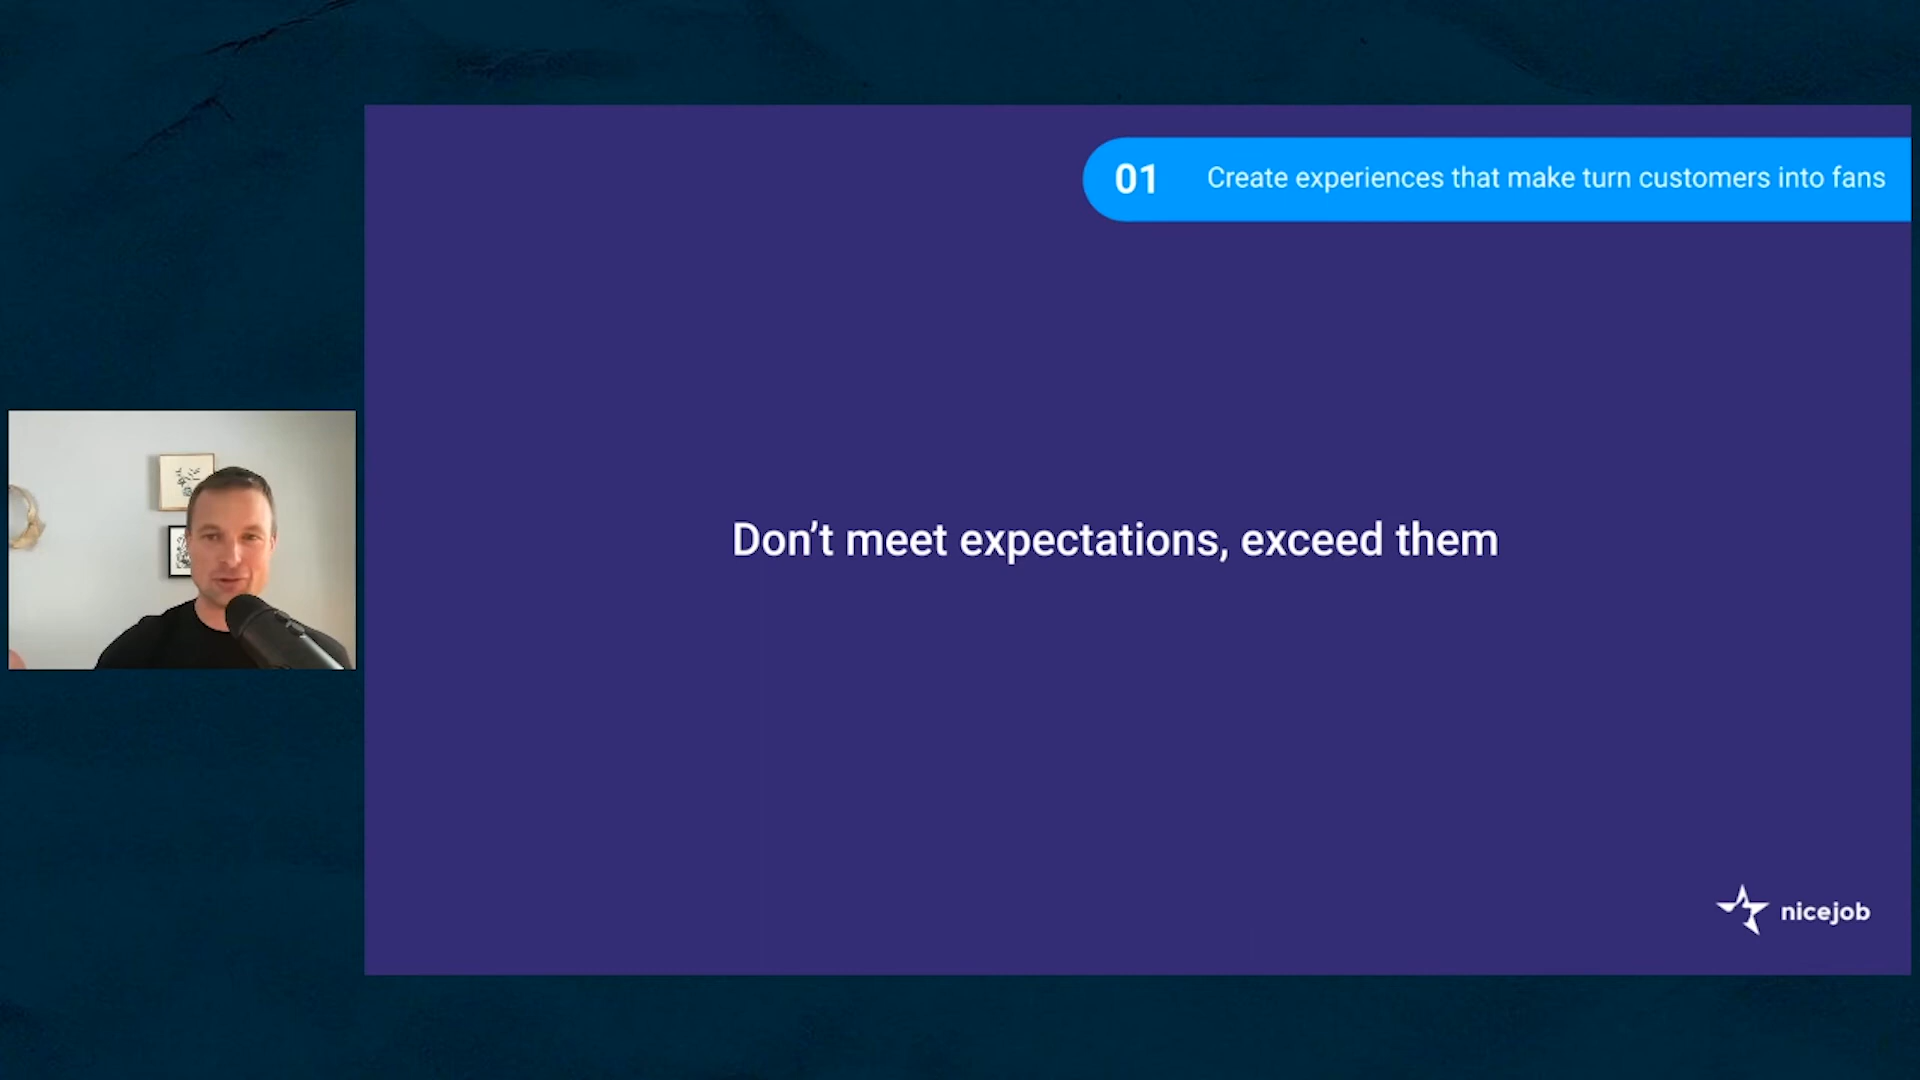 01 Create experiences that make turn customers into fans
Don’t meet expectations, exceed them
nicejob